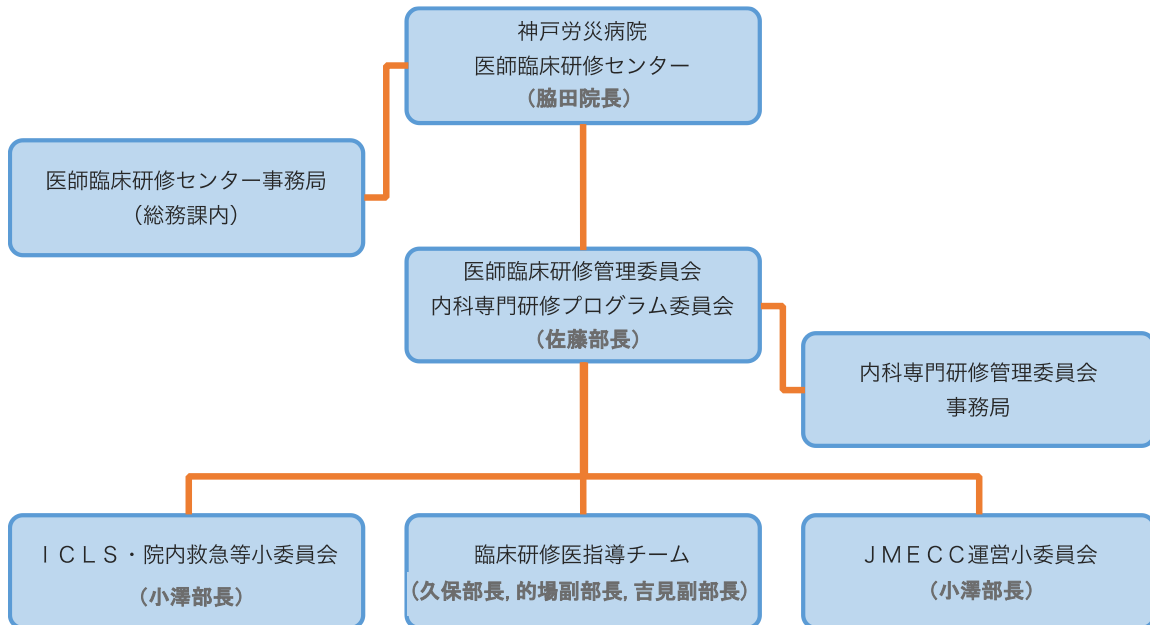 神戸労災病院
医師臨床研修センター
（脇田院長）
医師臨床研修センター事務局
（総務課内）
医師臨床研修管理委員会
内科専門研修プログラム委員会
（佐藤部長）
内科専門研修管理委員会
事務局
ＩＣＬＳ・院内救急等小委員会
（小澤部長）
臨床研修医指導チーム
（久保部長, 的場副部長, 吉見副部長）
ＪＭＥＣＣ運営小委員会
（小澤部長）